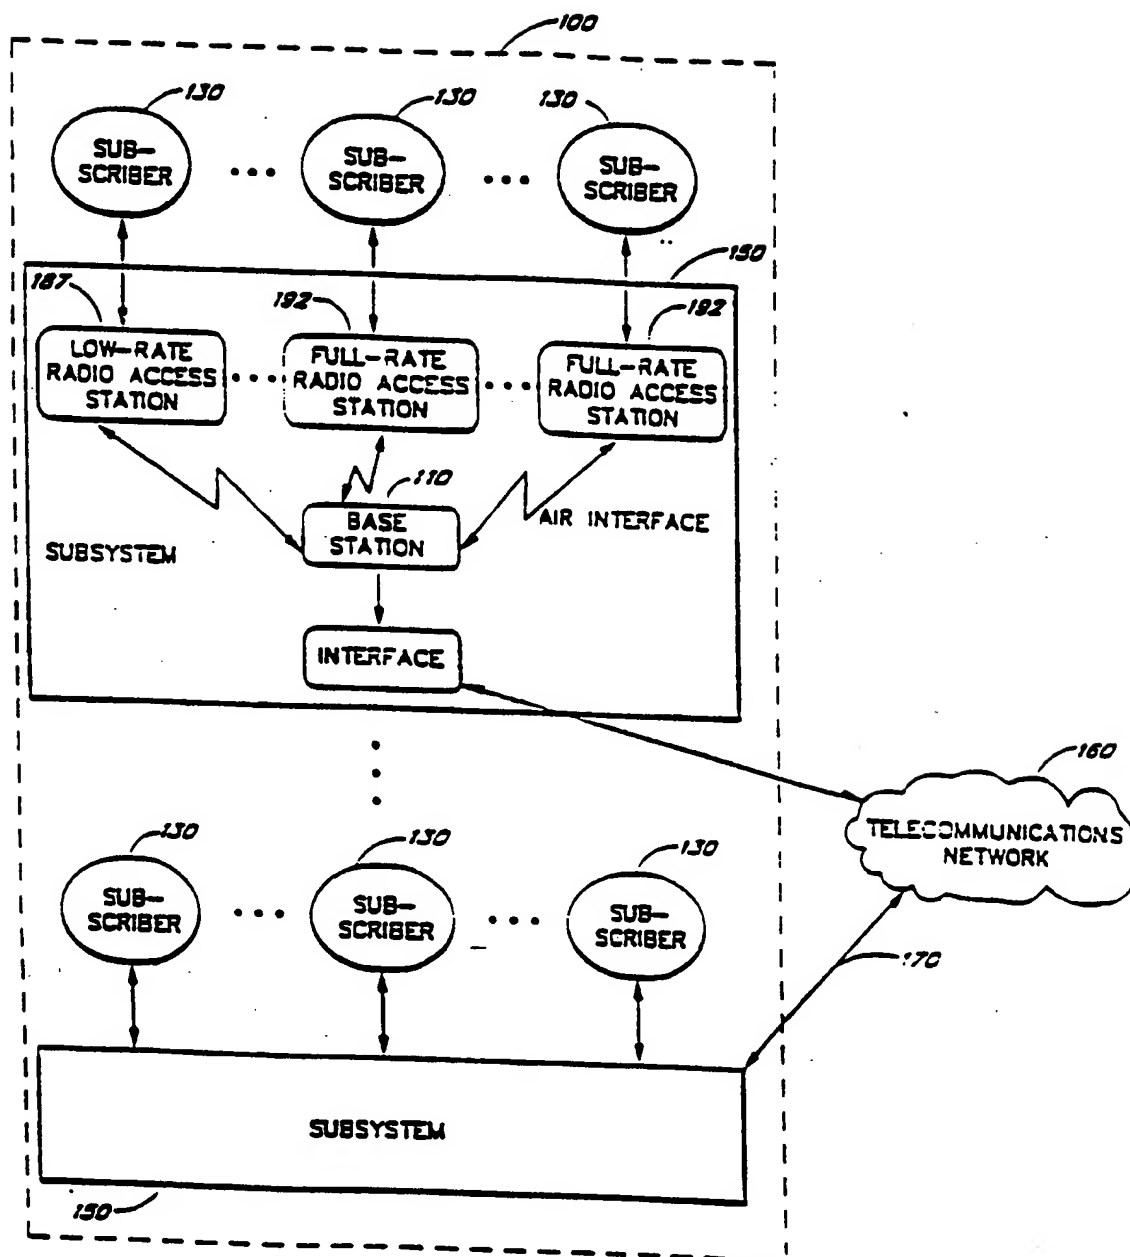 100
130
130
130
SUB-
SCRIBER
SUB-
SCRIBER
SUB-
SCRIBER
150
187
192
192
LOW-RATE
RADIO ACCESS
STATION
FULL-RATE
RADIO ACCESS
STATION
FULL-RATE
RADIO ACCESS
STATION
110
BASE
STATION
AIR INTERFACE
SUBSYSTEM
INTERFACE
160
TELECOMMUNICATIONS
NETWORK
130
130
130
SUB-
SCRIBER
SUB-
SCRIBER
SUB-
SCRIBER
170
SUBSYSTEM
150